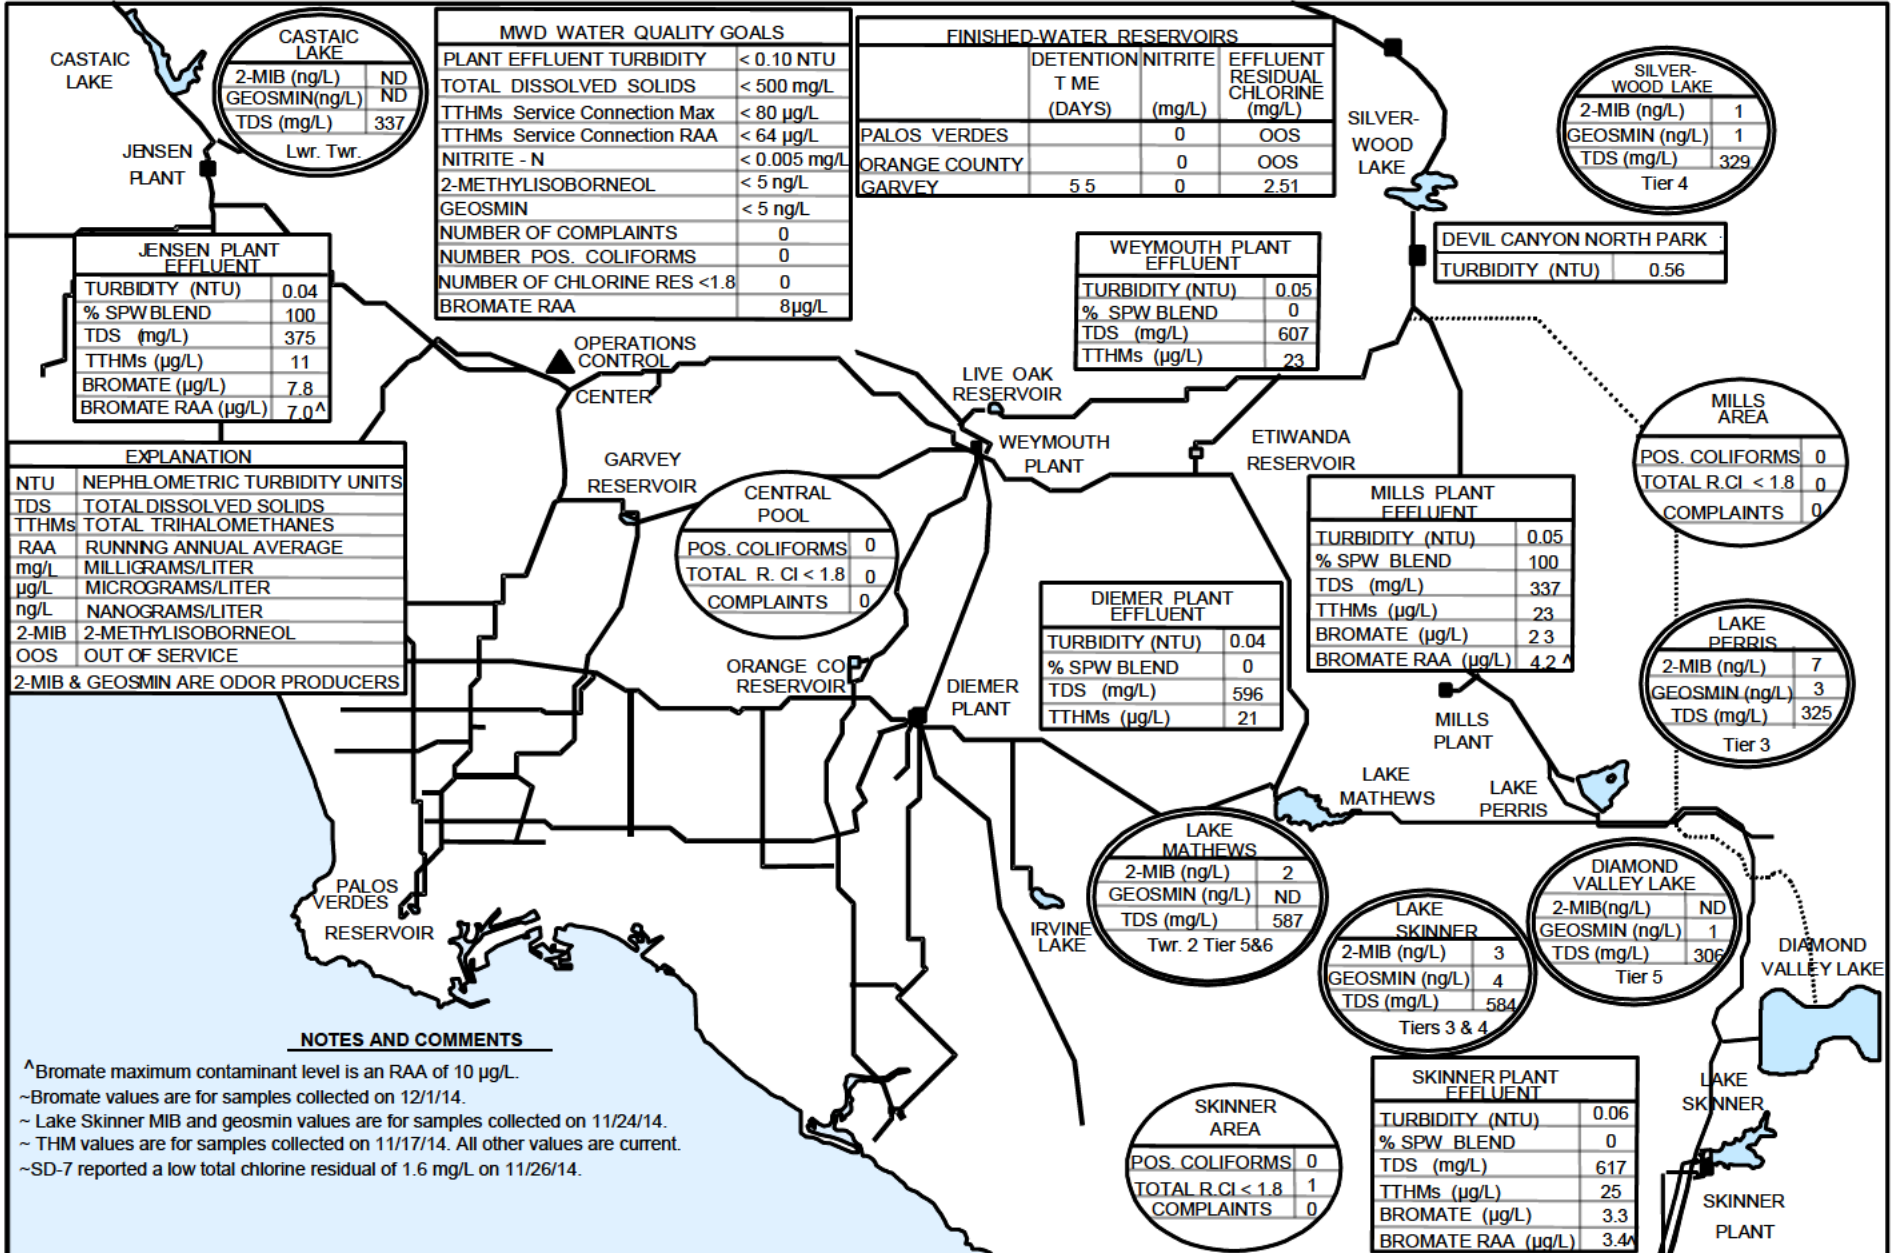 CASTAIC
LAKE
CASTAIC
LAKE
2-MIB (ng/L) ND
GEOSMIN(ng/L) ND
TDS (mg/L) 337
Lwr. Twr.
JENSEN
PLANT
MWD WATER QUALITY GOALS
PLANT EFFLUENT TURBIDITY < 0.10 NTU
TOTAL DISSOLVED SOLIDS < 500 mg/L
TTHMs Service Connection Max < 80 µg/L
TTHMs Service Connection RAA < 64 µg/L
NITRITE - N < 0.005 mg/L
2-METHYLISOBORNEOL < 5 ng/L
GEOSMIN < 5 ng/L
NUMBER OF COMPLAINTS 0
NUMBER POS. COLIFORMS 0
NUMBER OF CHLORINE RES <1.8 0
BROMATE RAA 8µg/L
FINISHED-WATER RESERVOIRS
DETENTION NITRITE EFFLUENT
RESIDUAL
T ME CHLORINE
(DAYS) (mg/L) (mg/L)
PALOS VERDES 0 OOS
ORANGE COUNTY 0 OOS
GARVEY 5 5 0 2.51
SILVER-
WOOD
LAKE
SILVER-
WOOD LAKE
2-MIB (ng/L) 1
GEOSMIN (ng/L) 1
TDS (mg/L) 329
Tier 4
DEVIL CANYON NORTH PARK
TURBIDITY (NTU) 0.56
JENSEN PLANT
EFFLUENT
TURBIDITY (NTU) 0.04
% SPW BLEND 100
TDS (mg/L) 375
TTHMs (µg/L) 11
BROMATE (µg/L) 7.8
BROMATE RAA (µg/L) 7.0^
WEYMOUTH PLANT
EFFLUENT
TURBIDITY (NTU) 0.05
% SPW BLEND 0
TDS (mg/L) 607
TTHMs (µg/L) 23
OPERATIONS
CONTROL
CENTER
LIVE OAK
RESERVOIR
WEYMOUTH
PLANT
ETIWANDA
RESERVOIR
MILLS
AREA
POS. COLIFORMS 0
TOTAL R.Cl < 1.8 0
COMPLAINTS 0
EXPLANATION
NTU NEPHELOMETRIC TURBIDITY UNITS
TDS TOTAL DISSOLVED SOLIDS
TTHMs TOTAL TRIHALOMETHANES
RAA RUNNING ANNUAL AVERAGE
mg/L MILLIGRAMS/LITER
µg/L MICROGRAMS/LITER
ng/L NANOGRAMS/LITER
2-MIB 2-METHYLISOBORNEOL
OOS OUT OF SERVICE
2-MIB & GEOSMIN ARE ODOR PRODUCERS
GARVEY
RESERVOIR
CENTRAL
POOL
POS. COLIFORMS 0
TOTAL R. Cl < 1.8 0
COMPLAINTS 0
MILLS PLANT
EFFLUENT
TURBIDITY (NTU) 0.05
% SPW BLEND 100
TDS (mg/L) 337
TTHMs (µg/L) 23
BROMATE (µg/L) 2 3
BROMATE RAA (µg/L) 4.2 ^
DIEMER PLANT
EFFLUENT
TURBIDITY (NTU) 0.04
% SPW BLEND 0
TDS (mg/L) 596
TTHMs (µg/L) 21
LAKE
PERRIS
2-MIB (ng/L) 7
GEOSMIN (ng/L) 3
TDS (mg/L) 325
Tier 3
ORANGE CO
RESERVOIR
DIEMER
PLANT
MILLS
PLANT
LAKE
MATHEWS
LAKE
PERRIS
LAKE
MATHEWS
2-MIB (ng/L) 2
GEOSMIN (ng/L) ND
TDS (mg/L) 587
Twr. 2 Tier 5&6
DIAMOND
VALLEY LAKE
2-MIB(ng/L) ND
GEOSMIN (ng/L) 1
TDS (mg/L) 306
Tier 5
PALOS
VERDES
RESERVOIR
IRVINE
LAKE
LAKE
SKINNER
2-MIB (ng/L) 3
GEOSMIN (ng/L) 4
TDS (mg/L) 584
Tiers 3 & 4
DIAMOND
VALLEY LAKE
NOTES AND COMMENTS
^Bromate maximum contaminant level is an RAA of 10 µg/L.
~Bromate values are for samples collected on 12/1/14.
~ Lake Skinner MIB and geosmin values are for samples collected on 11/24/14.
~ THM values are for samples collected on 11/17/14. All other values are current.
~SD-7 reported a low total chlorine residual of 1.6 mg/L on 11/26/14.
SKINNER
AREA
POS. COLIFORMS 0
TOTAL R.Cl < 1.8 1
COMPLAINTS 0
SKINNER PLANT
EFFLUENT
TURBIDITY (NTU) 0.06
% SPW BLEND 0
TDS (mg/L) 617
TTHMs (µg/L) 25
BROMATE (µg/L) 3.3
BROMATE RAA (µg/L) 3.4^
LAKE
SKINNER
SKINNER
PLANT